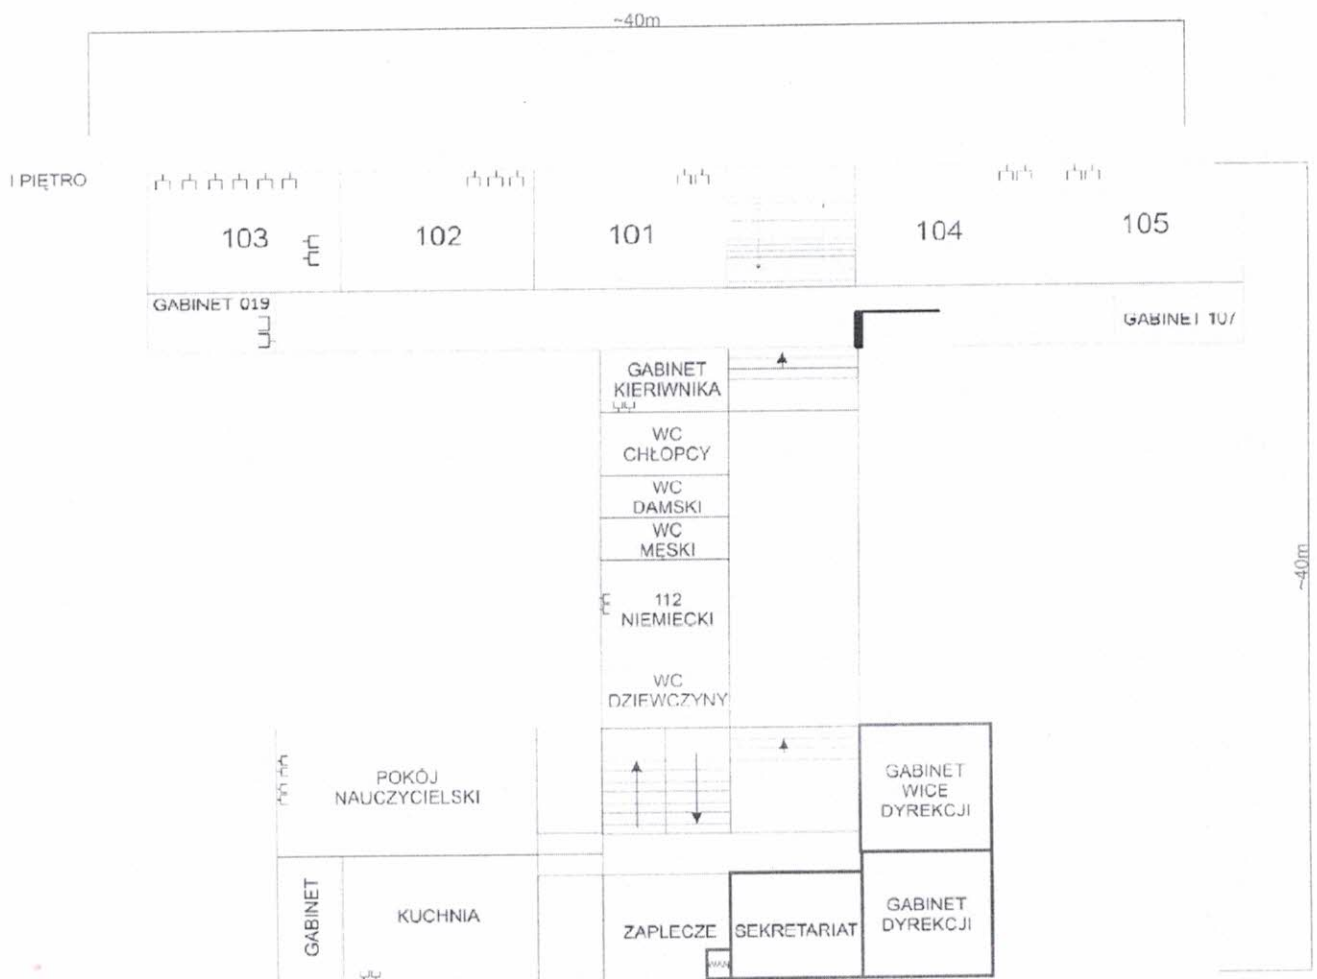 ~40m
I PIĘTRO
103
102
101
104
105
GABINET 019
GABINET 107
GABINET
KIERIWNIKA
WC
CHŁOPCY
WC
DAMSKI
WC
MĘSKI
~40m
112
NIEMIECKI
WC
DZIEWCZYNY
POKÓJ
NAUCZYCIELSKI
GABINET
WICE
DYREKCJI
GABINET
KUCHNIA
ZAPLECZE
SEKRETARIAT
GABINET
DYREKCJI